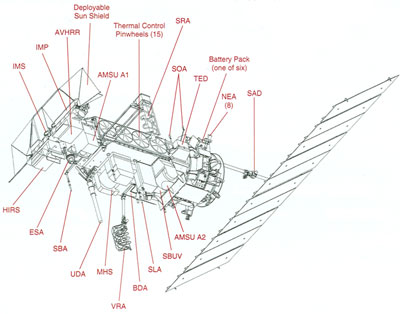 Deployable
Sun Shield
Thermal Control
Pinwheels (15)
SRA
AVHRR
IMP
IMS
AMSU A1
SOA
TED
Battery Pack
(one of six)
NEA
(8)
SAD
HIRS
ESA
SBA
UDA
MHS
VRA
BDA
SLA
SBUV
AMSU A2